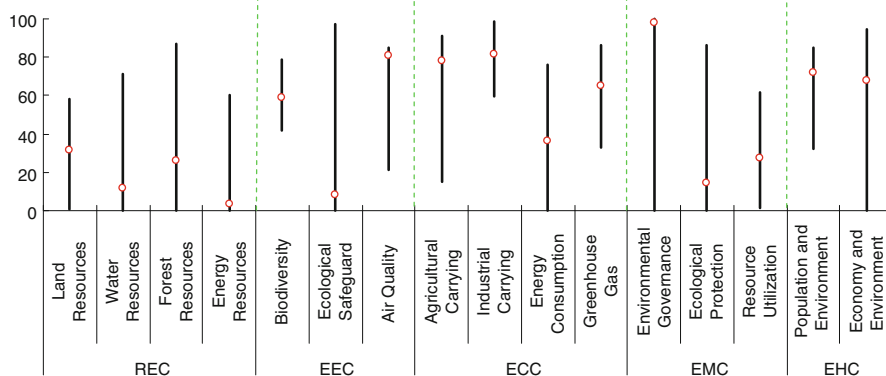 100
80
60
40
20
0
Land
Resources
Water
Resources
Forest
Resources
Energy
Resources
Biodiversity
Ecological
Safeguard
Air Quality
Agricultural
Carrying
Industrial
Carrying
Energy
Consumption
Greenhouse
Gas
Environmental
Governance
Ecological
Protection
Resource
Utilization
Population and
Environment
Economy and
Environment
REC
EEC
ECC
EMC
EHC